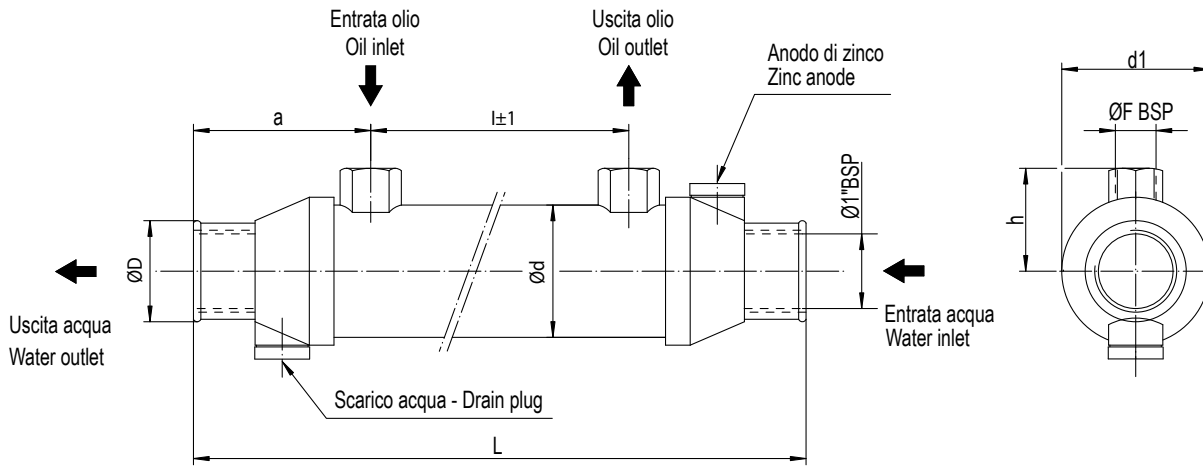 Entrata olio
Oil inlet
Uscita olio
Oil outlet
Anodo di zinco
Zinc anode
d1
a
l±1
ØF BSP
Ø1"BSP
h
ØD
Ød
Uscita acqua
Water outlet
Entrata acqua
Water inlet
Scarico acqua - Drain plug
L